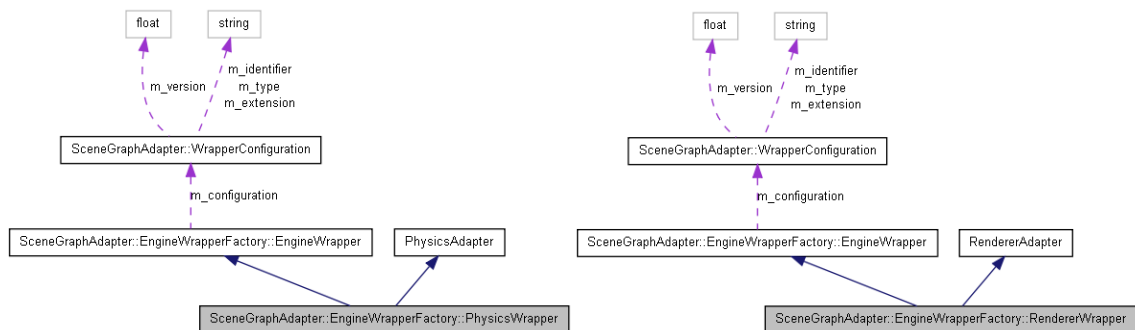 float
string
m_version
m_identifier
m_type
m_extension
SceneGraphAdapter::WrapperConfiguration
m_configuration
SceneGraphAdapter::EngineWrapperFactory::EngineWrapper
PhysicsAdapter
SceneGraphAdapter::EngineWrapperFactory::PhysicsWrapper
float
string
m_version
m_identifier
m_type
m_extension
SceneGraphAdapter::WrapperConfiguration
m_configuration
SceneGraphAdapter::EngineWrapperFactory::EngineWrapper
RendererAdapter
SceneGraphAdapter::EngineWrapperFactory::RendererWrapper